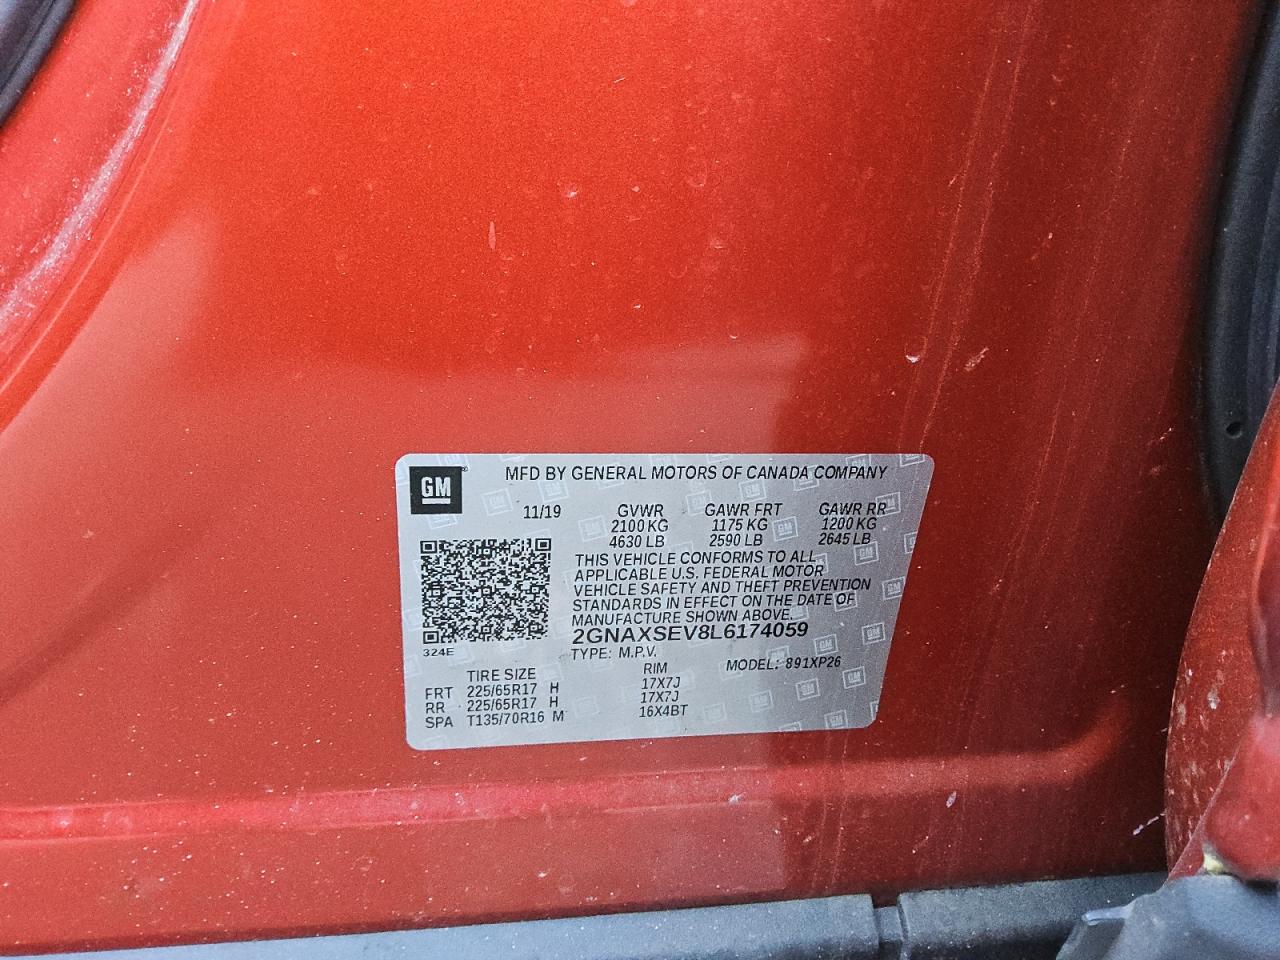 GM
MFD BY GENERAL MOTORS OF CANADA COMPANY
11/19 GVWR GAWR FRT GAWR RR
2100 KG 1175 KG 1200 KG
4630 LB 2590 LB 2645 LB
THIS VEHICLE CONFORMS TO ALL
APPLICABLE U.S. FEDERAL MOTOR
VEHICLE SAFETY AND THEFT PREVENTION
STANDARDS IN EFFECT ON THE DATE OF
MANUFACTURE SHOWN ABOVE.
2GNAXSEV8L6174059
324E
TYPE: M.P.V. MODEL: 891XP26
TIRE SIZE RIM
FRT 225/65R17 H 17X7J
RR 225/65R17 H 17X7J
SPA T135/70R16 M 16X4BT